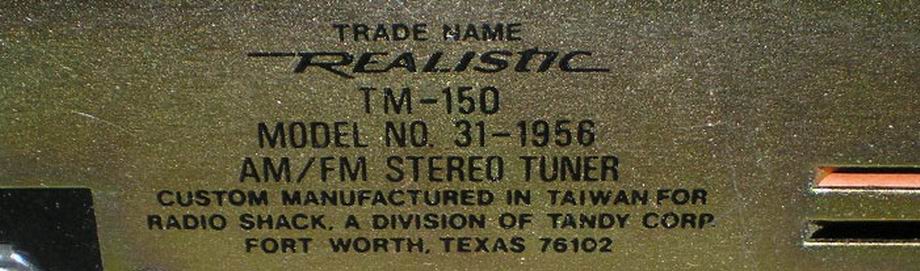 TRADE NAME
REALISTIC
TM-150
MODEL NO. 31-1956
AM/FM STEREO TUNER
CUSTOM MANUFACTURED IN TAIWAN FOR
RADIO SHACK, A DIVISION OF TANDY CORP.
FORT WORTH, TEXAS 76102